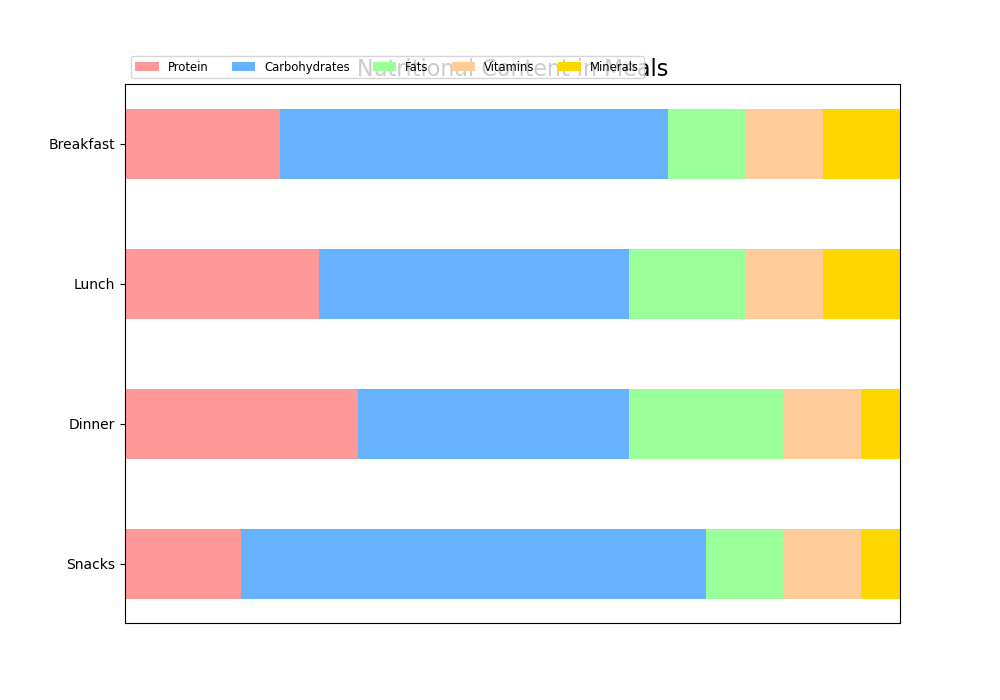 Nutritional Content in Meals
Protein Carbohydrates Fats Vitamins Minerals
Breakfast
Lunch
Dinner
Snacks